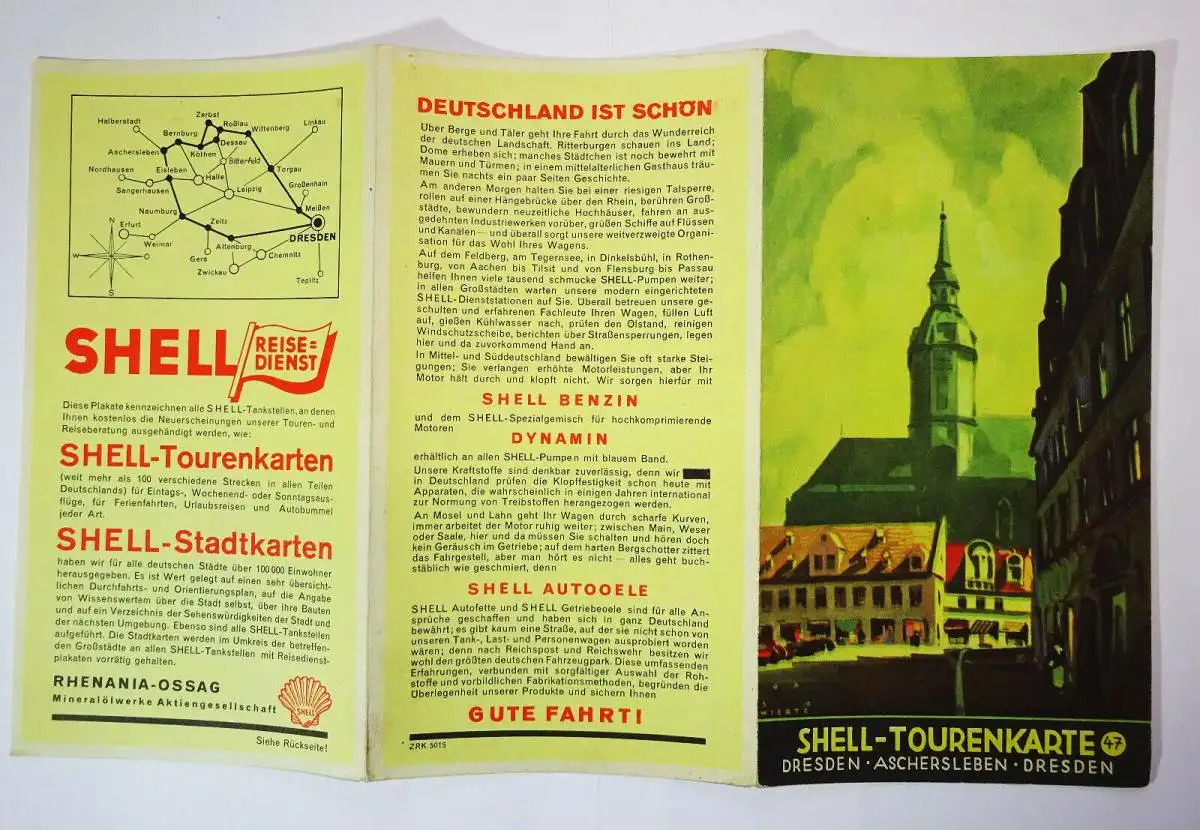 Halberstadt
Zerbst
Roßlau
Wittenberg
Linkau
Bernburg
Dessau
Aschersleben
Köthen
Bitterfeld
Torgau
Nordhausen
Eisleben
Halle
Sangerhausen
Leipzig
Großenhain
Meißen
Naumburg
Zeitz
Erfurt
Weimar
DRESDEN
Altenburg
Gera
Chemnitz
Zwickau
Teplitz
N
W
O
S
SHELL REISE=
DIENST
Diese Plakate kennzeichnen alle SHELL-Tankstellen, an denen
Ihnen kostenlos die Neuerscheinungen unserer Touren- und
Reiseberatung ausgehändigt werden, wie:
SHELL-Tourenkarten
(weit mehr als 100 verschiedene Strecken in allen Teilen
Deutschlands) für Eintags-, Wochenend- oder Sonntagsaus-
flüge, für Ferienfahrten, Urlaubsreisen und Autobummel
jeder Art.
SHELL-Stadtkarten
haben wir für alle deutschen Städte über 100000 Einwohner
herausgegeben. Es ist Wert gelegt auf einen sehr übersicht-
lichen Durchfahrts- und Orientierungsplan, auf die Angabe
von Wissenswertem über die Stadt selbst, über ihre Bauten
und auf ein Verzeichnis der Sehenswürdigkeiten der Stadt und
der nächsten Umgebung. Ebenso sind alle SHELL-Tankstellen
aufgeführt. Die Stadtkarten werden im Umkreis der betreffen-
den Großstädte an allen SHELL-Tankstellen mit Reisedienst-
plakaten vorrätig gehalten.
RHENANIA-OSSAG
Mineralölwerke Aktiengesellschaft
SHELL
Siehe Rückseite!
DEUTSCHLAND IST SCHÖN
Über Berge und Täler geht Ihre Fahrt durch das Wunderreich
der deutschen Landschaft. Ritterburgen schauen ins Land;
Dome erheben sich; manches Städtchen ist noch bewehrt mit
Mauern und Türmen; in einem mittelalterlichen Gasthaus träu-
men Sie nachts ein paar Seiten Geschichte.
Am anderen Morgen halten Sie bei einer riesigen Talsperre,
rollen auf einer Hängebrücke über den Rhein, berühren Groß-
städte, bewundern neuzeitliche Hochhäuser, fahren an aus-
gedehnten Industriewerken vorüber, grüßen Schiffe auf Flüssen
und Kanälen — und überall sorgt unsere weitverzweigte Organi-
sation für das Wohl Ihres Wagens.
Auf dem Feldberg, am Tegernsee, in Dinkelsbühl, in Rothen-
burg, von Aachen bis Tilsit und von Flensburg bis Passau
helfen Ihnen viele tausend schmucke SHELL-Pumpen weiter;
in allen Großstädten warten unsere modern eingerichteten
SHELL-Dienststationen auf Sie. Überall betreuen unsere ge-
schulten und erfahrenen Fachleute Ihren Wagen, füllen Luft
auf, gießen Kühlwasser nach, prüfen den Ölstand, reinigen
Windschutzscheibe, berichten über Straßensperrungen, legen
hier und da zuvorkommend Hand an.
In Mittel- und Süddeutschland bewältigen Sie oft starke Stei-
gungen; Sie verlangen erhöhte Motorleistungen, aber Ihr
Motor hält durch und klopft nicht. Wir sorgen hierfür mit
SHELL BENZIN
und dem SHELL-Spezialgemisch für hochkomprimierende
Motoren
DYNAMIN
erhältlich an allen SHELL-Pumpen mit blauem Band.
Unsere Kraftstoffe sind denkbar zuverlässig, denn wir
in Deutschland prüfen die Klopffestigkeit schon heute mit
Apparaten, die wahrscheinlich in einigen Jahren international
zur Normung von Treibstoffen herangezogen werden.
An Mosel und Lahn geht Ihr Wagen durch scharfe Kurven,
immer arbeitet der Motor ruhig weiter; zwischen Main, Weser
oder Saale, hier und da müssen Sie schalten und hören doch
kein Geräusch im Getriebe; auf dem harten Bergschotter zittert
das Fahrgestell, aber man hört es nicht — alles geht buch-
stäblich wie geschmiert, denn
SHELL AUTOOELE
SHELL Autofette und SHELL Getriebeoele sind für alle An-
sprüche geschaffen und haben sich in ganz Deutschland
bewährt; es gibt kaum eine Straße, auf der sie nicht schon von
unseren Tank-, Last- und Personenwagen ausprobiert worden
wären; denn nach Reichspost und Reichswehr besitzen wir
wohl den größten deutschen Fahrzeugpark. Diese umfassenden
Erfahrungen, verbunden mit sorgfältiger Auswahl der Roh-
stoffe und vorbildlichen Fabrikationsmethoden, begründen die
Überlegenheit unserer Produkte und sichern Ihnen
GUTE FAHRT!
ZRK 5015
WIERTZ
SHELL-TOURENKARTE 47
DRESDEN · ASCHERSLEBEN · DRESDEN